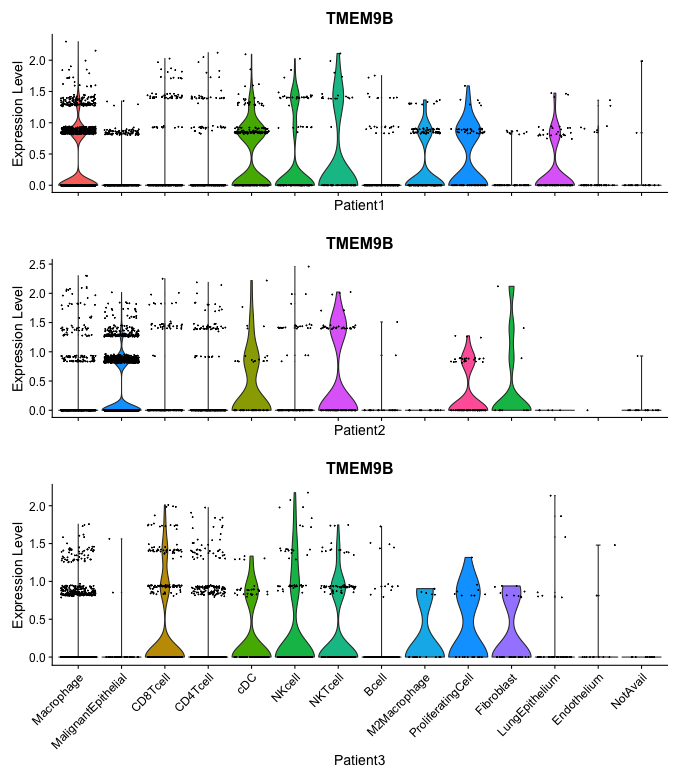 TMEM9B
Expression Level
2.0
1.5
1.0
0.5
0.0
Patient1
TMEM9B
Expression Level
2.5
2.0
1.5
1.0
0.5
0.0
Patient2
TMEM9B
Expression Level
2.0
1.5
1.0
0.5
0.0
Macrophage
MalignantEpithelial
CD8Tcell
CD4Tcell
cDC
NKcell
NKTcell
Bcell
M2Macrophage
ProliferatingCell
Fibroblast
LungEpithelium
Endothelium
NotAvail
Patient3